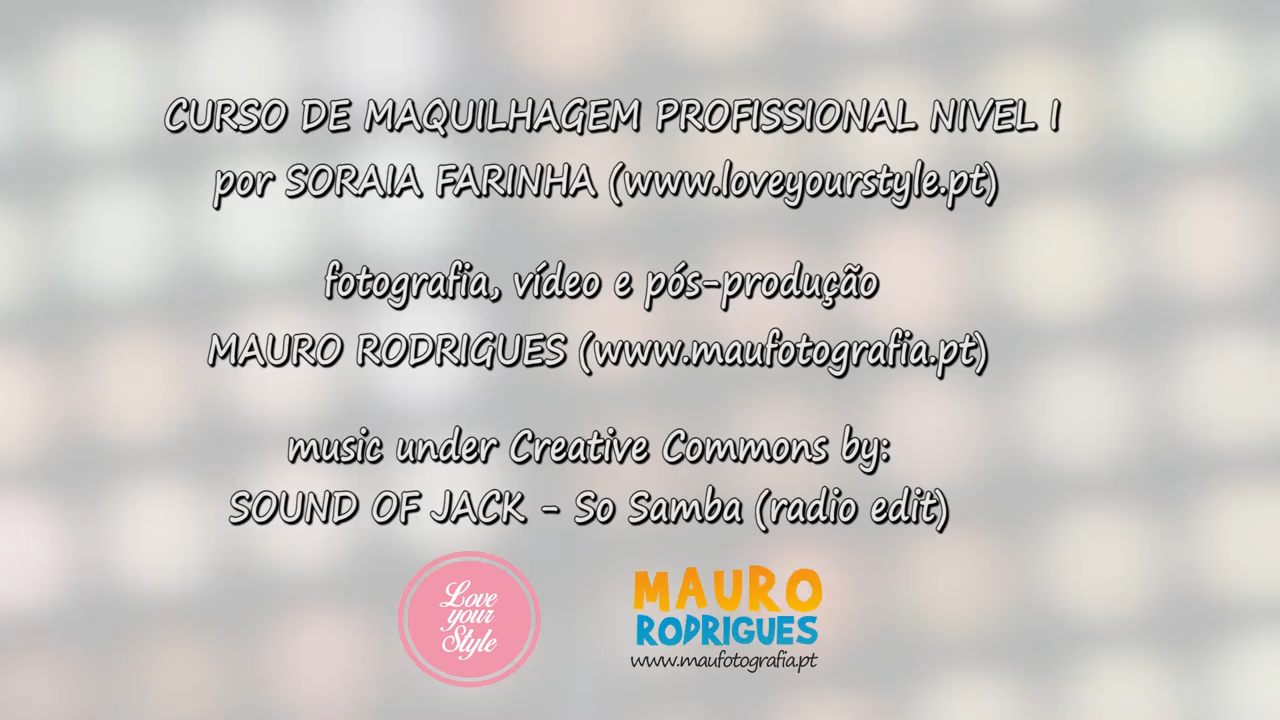 CURSO DE MAQUILHAGEM PROFISSIONAL NIVEL I
por SORAIA FARINHA (www.loveyourstyle.pt)
fotografia, vídeo e pós-produção
MAURO RODRIGUES (www.maufotografia.pt)
music under Creative Commons by:
SOUND OF JACK - So Samba (radio edit)
Love
your
Style
MAURO
RODRIGUES
www.maufotografia.pt